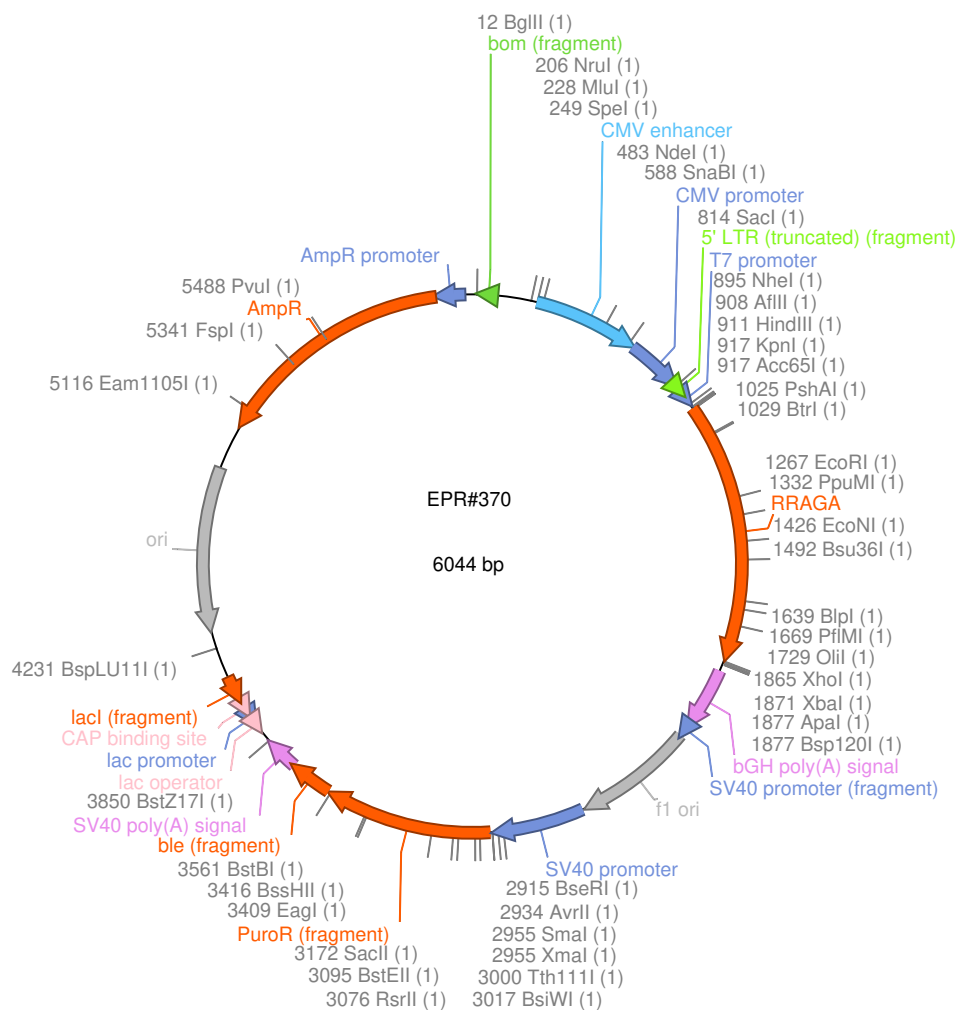 12 BglII (1)
bom (fragment)
206 NruI (1)
228 MluI (1)
249 SpeI (1)
CMV enhancer
483 NdeI (1)
588 SnaBI (1)
CMV promoter
814 SacI (1)
5' LTR (truncated) (fragment)
T7 promoter
895 NheI (1)
908 AflII (1)
911 HindIII (1)
917 KpnI (1)
917 Acc65I (1)
1025 PshAI (1)
1029 BtrI (1)
1267 EcoRI (1)
1332 PpuMI (1)
RRAGA
1426 EcoNI (1)
1492 Bsu36I (1)
1639 BlpI (1)
1669 PflMI (1)
1729 OliI (1)
1865 XhoI (1)
1871 XbaI (1)
1877 ApaI (1)
1877 Bsp120I (1)
bGH poly(A) signal
SV40 promoter (fragment)
f1 ori
SV40 promoter
2915 BseRI (1)
2934 AvrII (1)
2955 SmaI (1)
2955 XmaI (1)
3000 Tth111I (1)
3017 BsiWI (1)
3076 RsrII (1)
3095 BstEII (1)
3172 SacII (1)
PuroR (fragment)
3409 EagI (1)
3416 BssHII (1)
3561 BstBI (1)
ble (fragment)
SV40 poly(A) signal
3850 BstZ17I (1)
lac operator
lac promoter
CAP binding site
lacI (fragment)
4231 BspLU11I (1)
ori
5116 Eam1105I (1)
5341 FspI (1)
AmpR
5488 PvuI (1)
AmpR promoter
EPR#370
6044 bp